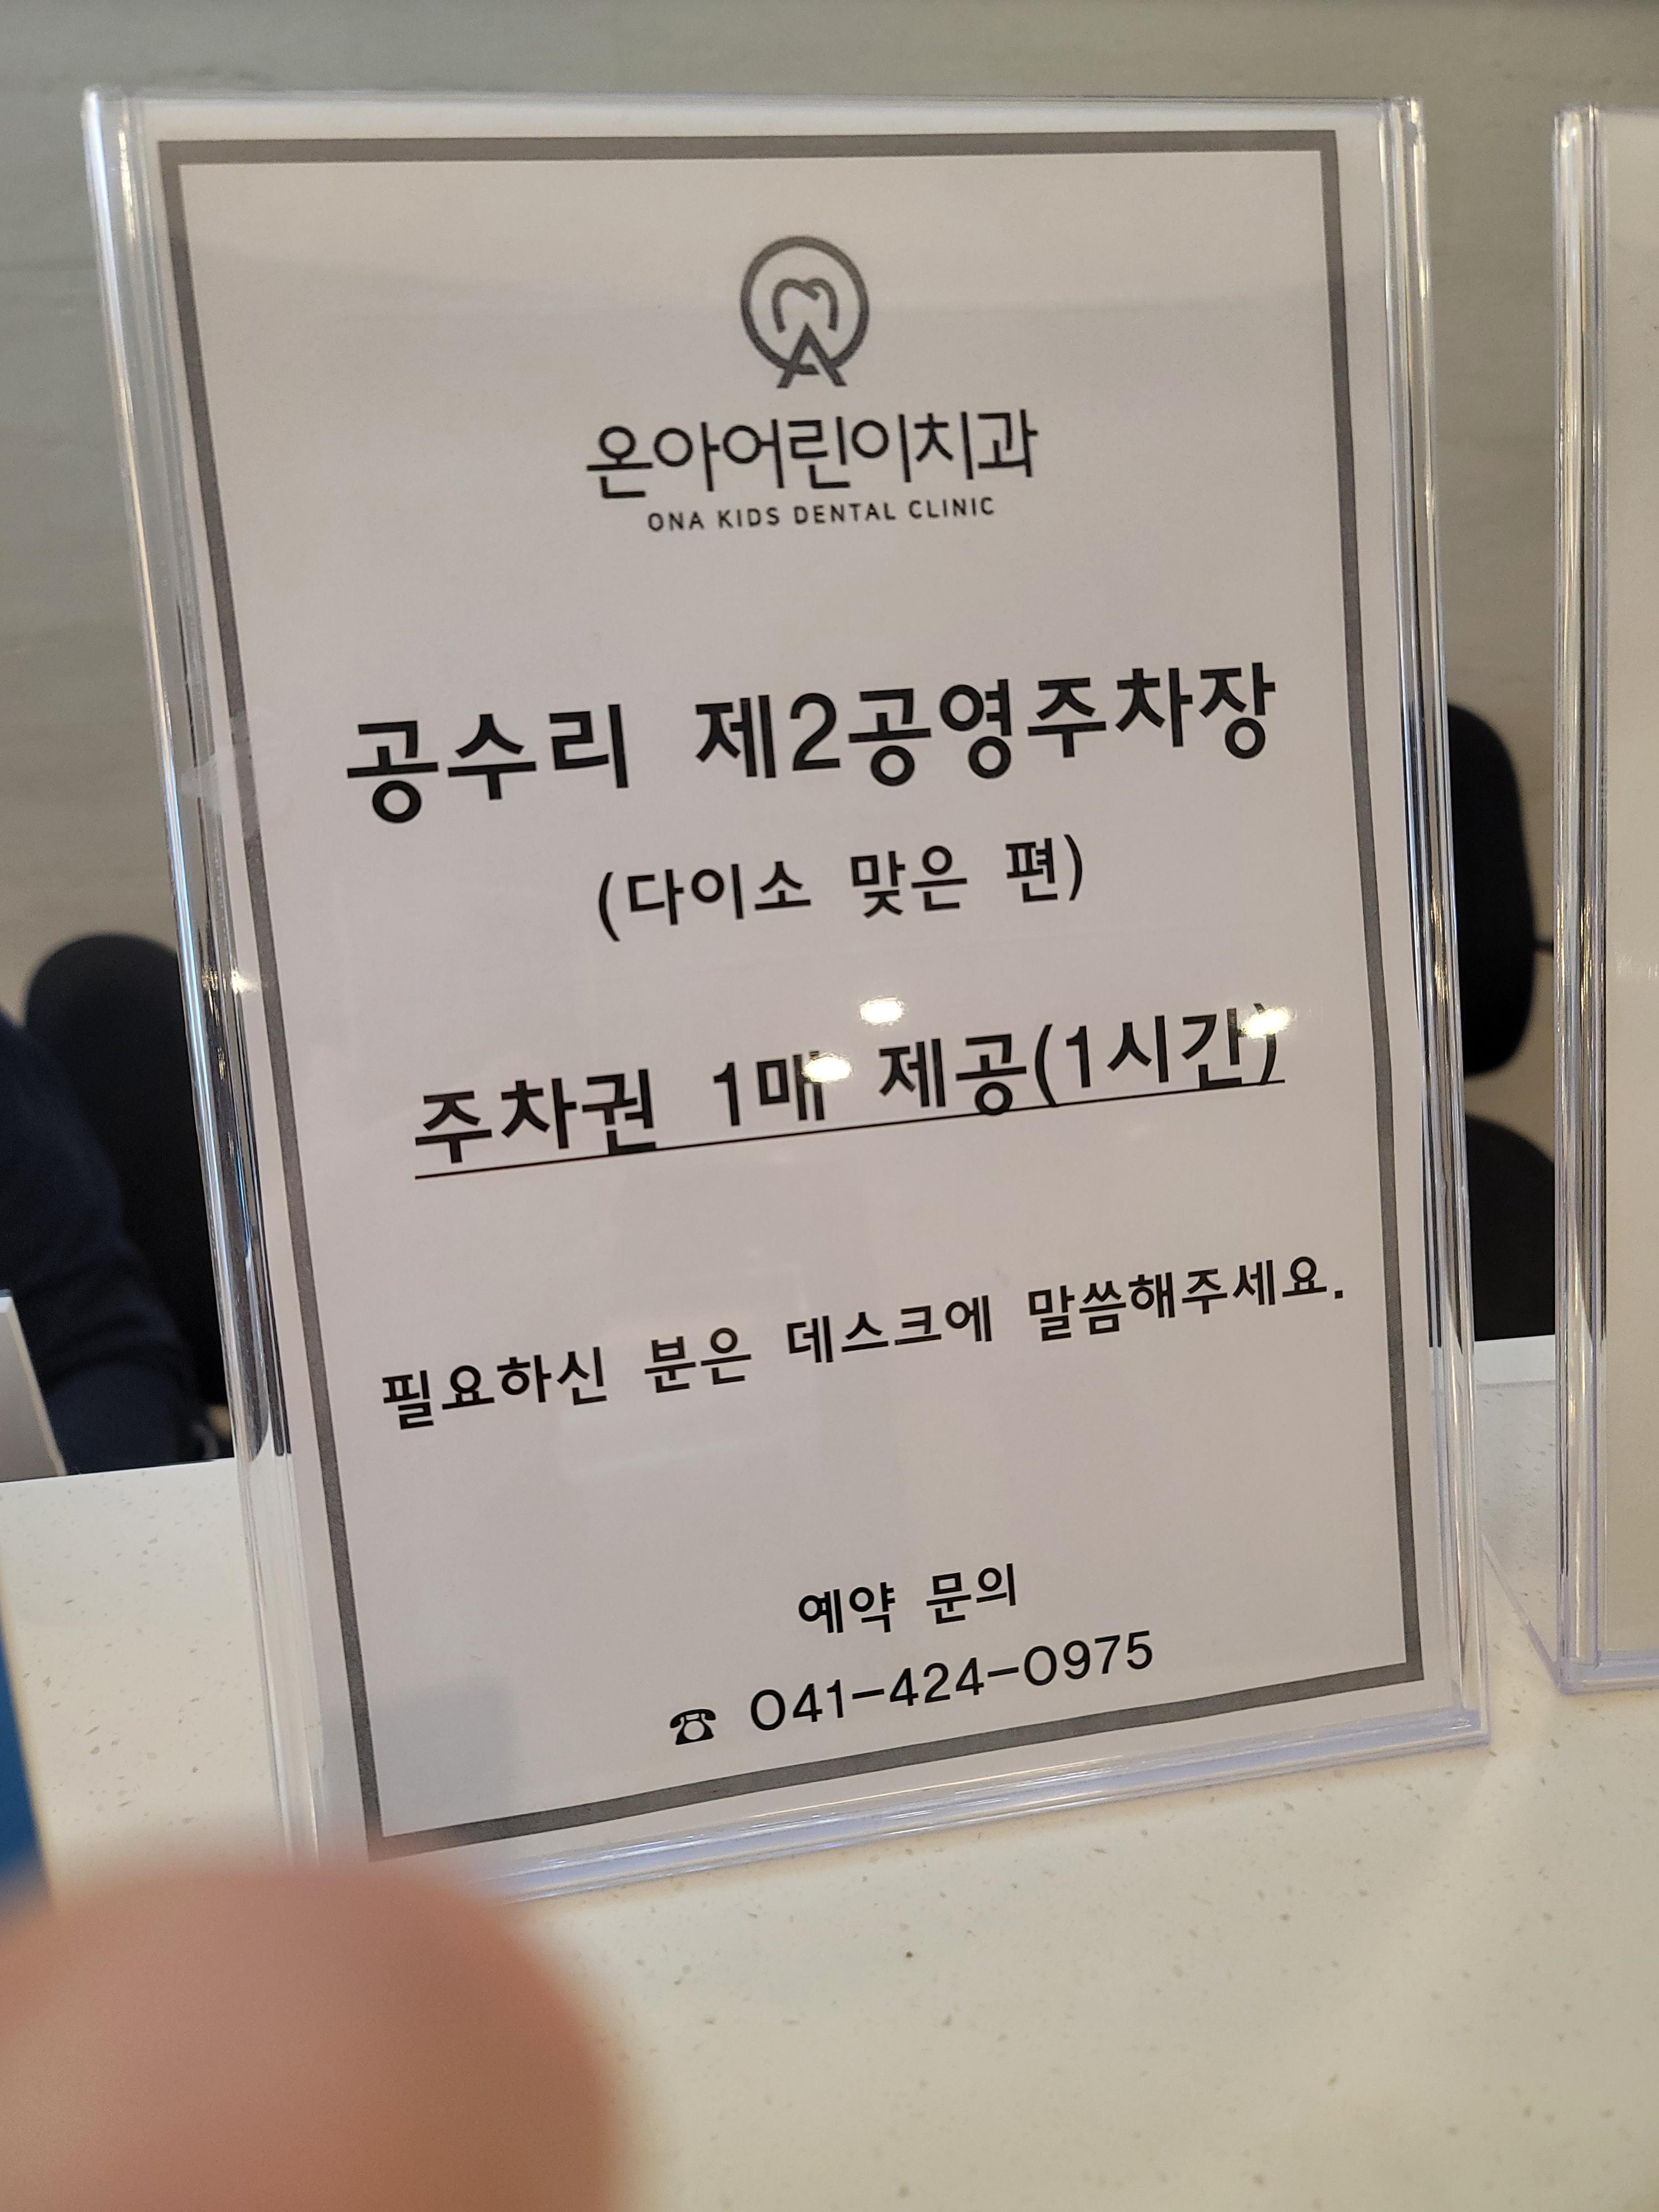 온아어린이치과
ONA KIDS DENTAL CLINIC
공수리 제2공영주차장
(다이소 맞은 편)
주차권 1매 제공(1시간)
필요하신 분은 데스크에 말씀해주세요.
예약 문의
☎ 041-424-0975